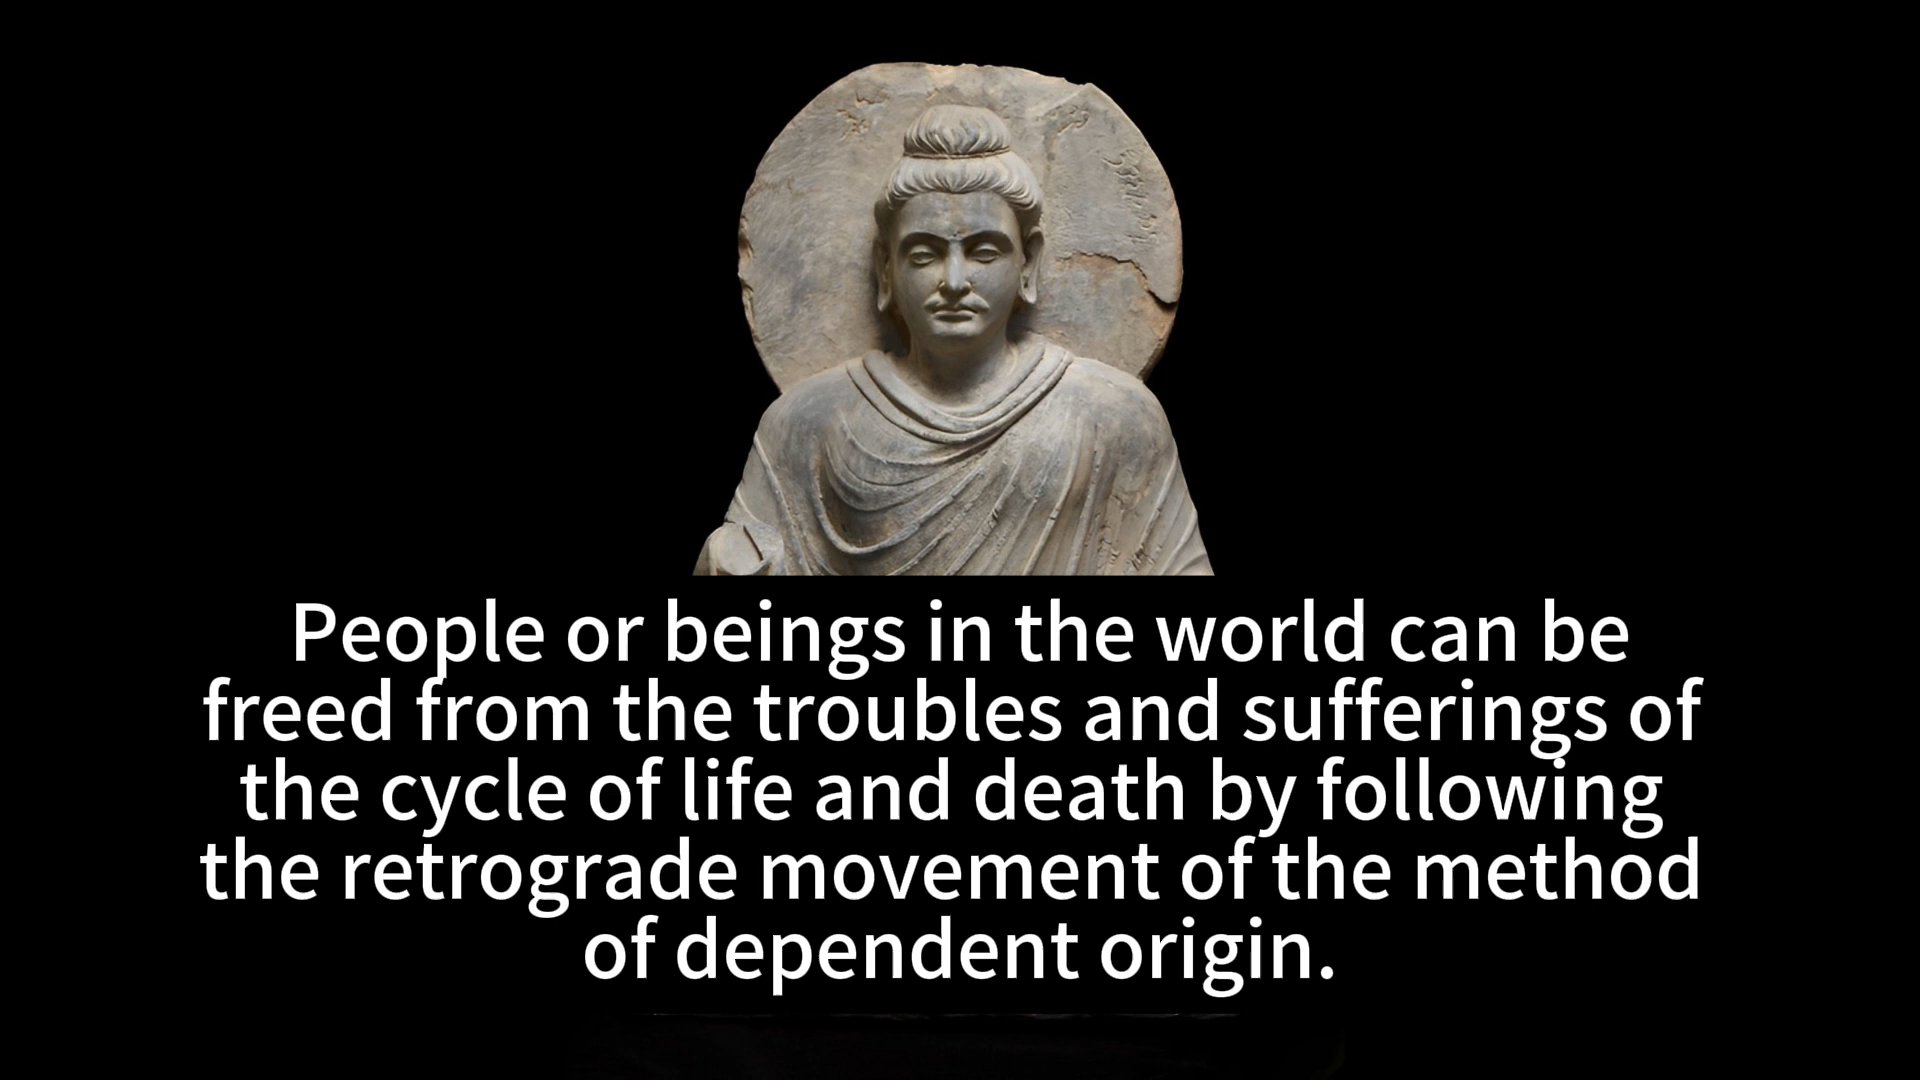 People or beings in the world can be
freed from the troubles and sufferings of
the cycle of life and death by following
the retrograde movement of the method
of dependent origin.